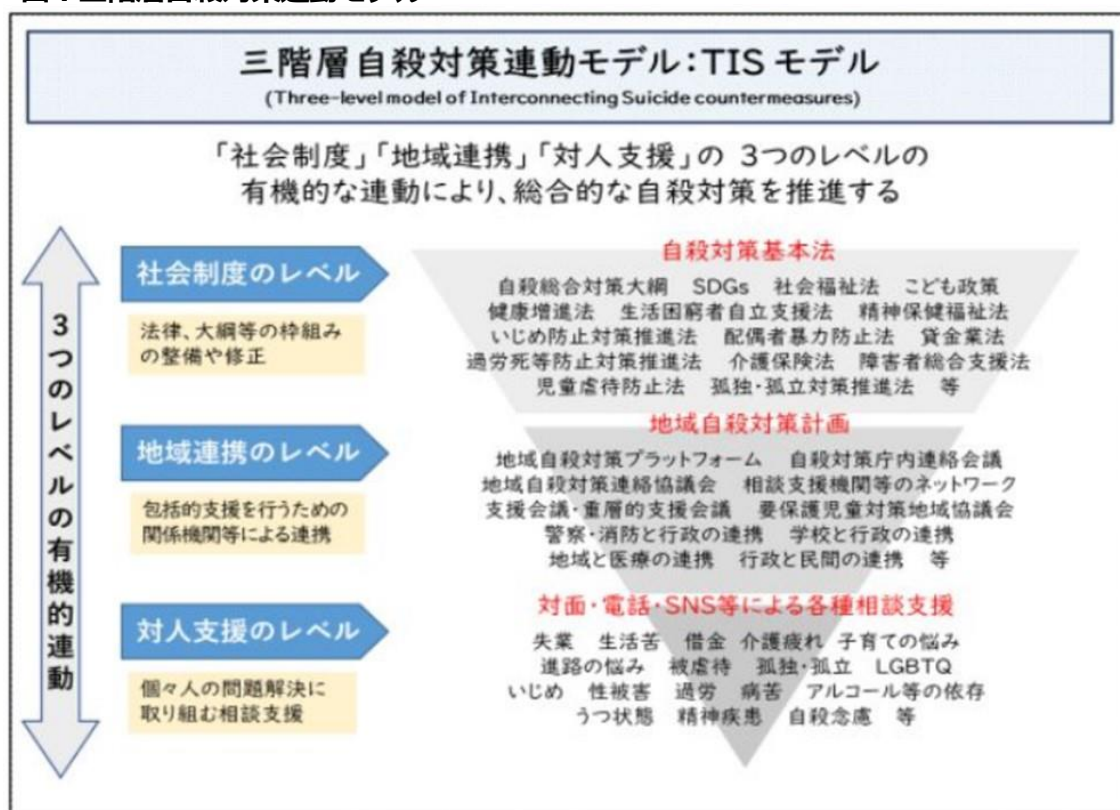 三階層自殺対策連動モデル:TISモデル
(Three-level model of Interconnecting Suicide countermeasures)
「社会制度」「地域連携」「対人支援」の 3つのレベルの
有機的な連動により、総合的な自殺対策を推進する
3つのレベルの有機的連動
社会制度のレベル
法律、大綱等の枠組み
の整備や修正
自殺対策基本法
自殺総合対策大綱 SDGs 社会福祉法 こども政策
健康増進法 生活困窮者自立支援法 精神保健福祉法
いじめ防止対策推進法 配偶者暴力防止法 貸金業法
過労死等防止対策推進法 介護保険法 障害者総合支援法
児童虐待防止法 孤独・孤立対策推進法 等
地域連携のレベル
包括的支援を行うための
関係機関等による連携
地域自殺対策計画
地域自殺対策プラットフォーム 自殺対策庁内連絡会議
地域自殺対策連絡協議会 相談支援機関等のネットワーク
支援会議・重層的支援会議 要保護児童対策地域協議会
警察・消防と行政の連携 学校と行政の連携
地域と医療の連携 行政と民間の連携 等
対人支援のレベル
個々人の問題解決に
取り組む相談支援
対面・電話・SNS等による各種相談支援
失業 生活苦 借金 介護疲れ 子育ての悩み
進路の悩み 被虐待 孤独・孤立 LGBTQ
いじめ 性被害 過労 病苦 アルコール等の依存
うつ状態 精神疾患 自殺念慮 等